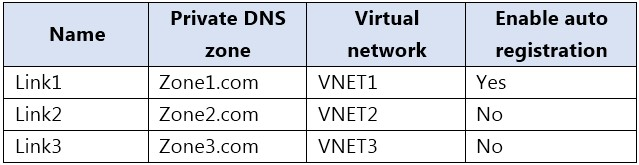 Name Private DNS zone Virtual network Enable auto registration
Link1 Zone1.com VNET1 Yes
Link2 Zone2.com VNET2 No
Link3 Zone3.com VNET3 No